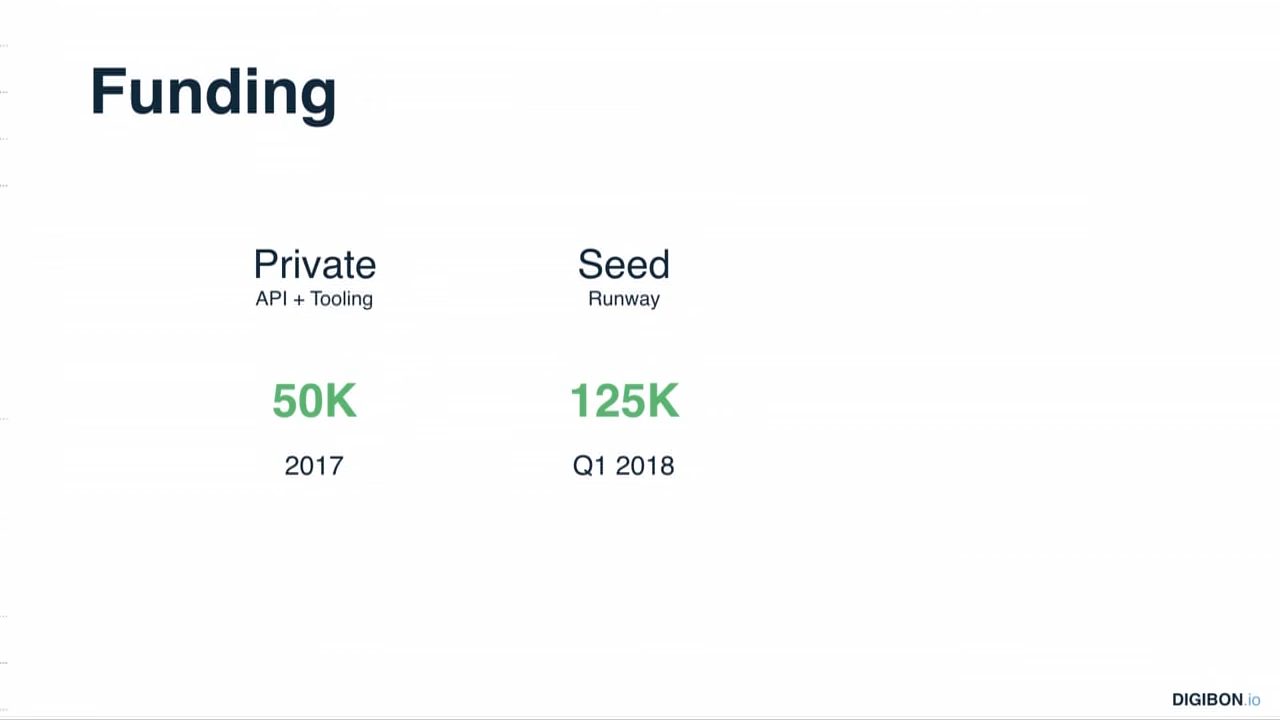 Funding
Private
API + Tooling
50K
2017
Seed
Runway
125K
Q1 2018
DIGIBON.io